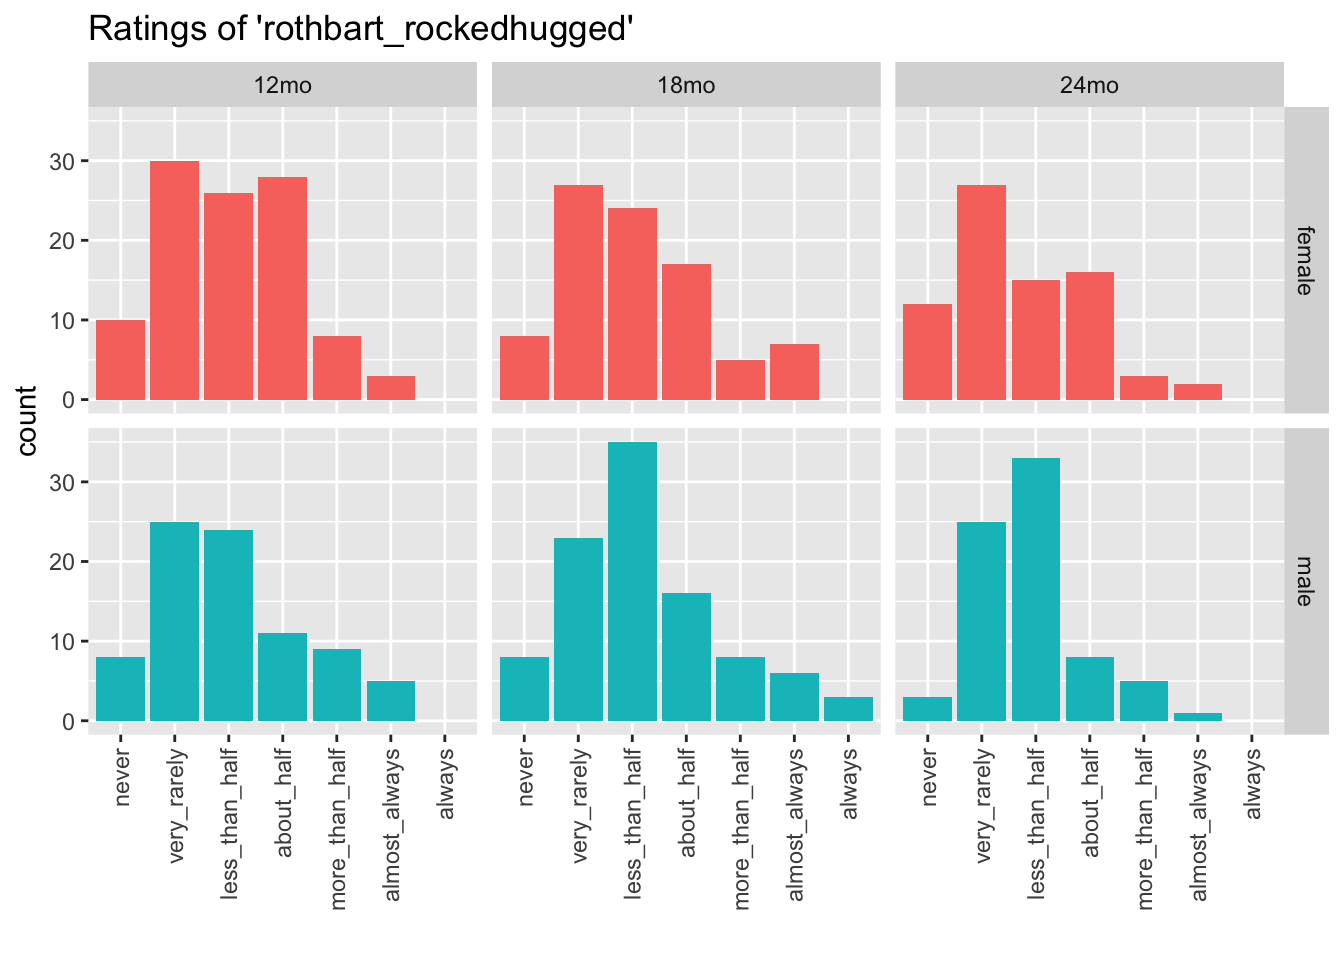 Ratings of 'rothbart_rockedhugged'
12mo
18mo
24mo
30
20
10
0
female
count
30
20
10
0
male
never
very_rarely
less_than_half
about_half
more_than_half
almost_always
always
never
very_rarely
less_than_half
about_half
more_than_half
almost_always
always
never
very_rarely
less_than_half
about_half
more_than_half
almost_always
always